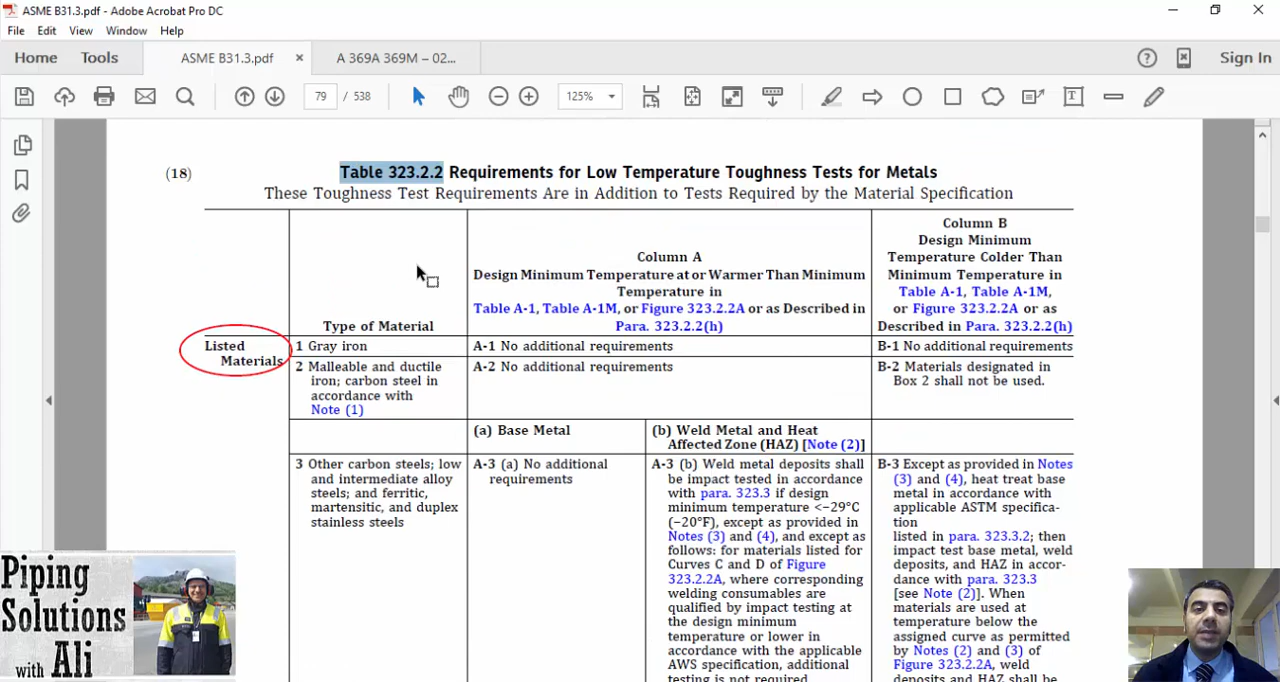 ASME B31.3.pdf - Adobe Acrobat Pro DC
File Edit View Window Help
Home Tools ASME B31.3.pdf × A 369A 369M – 02... ? Sign In
79 / 538 125%
(18) Table 323.2.2 Requirements for Low Temperature Toughness Tests for Metals
These Toughness Test Requirements Are in Addition to Tests Required by the Material Specification
Type of Material
Column A
Design Minimum Temperature at or Warmer Than Minimum
Temperature in
Table A-1, Table A-1M, or Figure 323.2.2A or as Described in
Para. 323.2.2(h)
Column B
Design Minimum
Temperature Colder Than
Minimum Temperature in
Table A-1, Table A-1M,
or Figure 323.2.2A or as
Described in Para. 323.2.2(h)
Listed
Materials
1 Gray iron
A-1 No additional requirements
B-1 No additional requirements
2 Malleable and ductile
iron; carbon steel in
accordance with
Note (1)
A-2 No additional requirements
B-2 Materials designated in
Box 2 shall not be used.
(a) Base Metal
(b) Weld Metal and Heat
Affected Zone (HAZ) [Note (2)]
3 Other carbon steels; low
and intermediate alloy
steels; and ferritic,
martensitic, and duplex
stainless steels
A-3 (a) No additional
requirements
A-3 (b) Weld metal deposits shall
be impact tested in accordance
with para. 323.3 if design
minimum temperature <−29°C
(−20°F), except as provided in
Notes (3) and (4), and except as
follows: for materials listed for
Curves C and D of Figure
323.2.2A, where corresponding
welding consumables are
qualified by impact testing at
the design minimum
temperature or lower in
accordance with the applicable
AWS specification, additional
testing is not required.
B-3 Except as provided in Notes
(3) and (4), heat treat base
metal in accordance with
applicable ASTM specifica-
tion
listed in para. 323.3.2; then
impact test base metal, weld
deposits, and HAZ in accor-
dance with para. 323.3
[see Note (2)]. When
materials are used at
temperature below the
assigned curve as permitted
by Notes (2) and (3) of
Figure 323.2.2A, weld
deposits and HAZ shall be
Piping
Solutions
with Ali